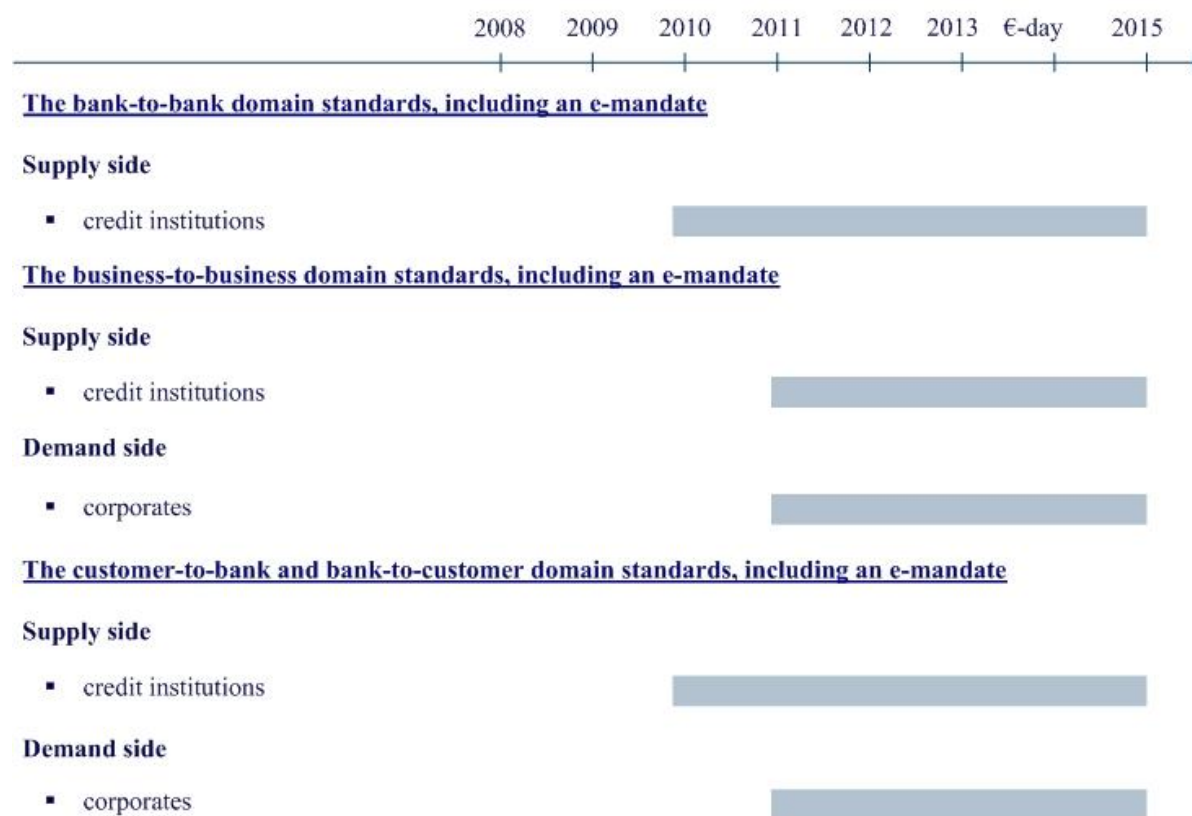 2008 2009 2010 2011 2012 2013 €-day 2015
The bank-to-bank domain standards, including an e-mandate
Supply side
▪ credit institutions
The business-to-business domain standards, including an e-mandate
Supply side
▪ credit institutions
Demand side
▪ corporates
The customer-to-bank and bank-to-customer domain standards, including an e-mandate
Supply side
▪ credit institutions
Demand side
▪ corporates